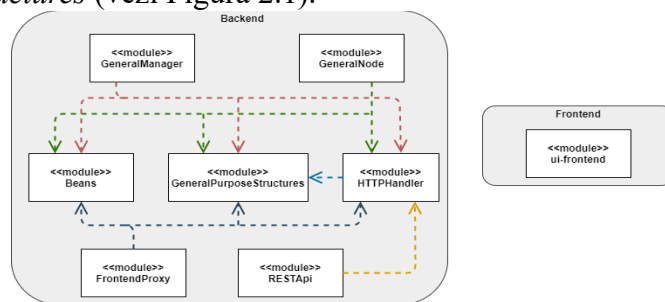 actures (vezi Figura 2.1).
Backend
<<module>>
GeneralManager
<<module>>
GeneralNode
Frontend
<<module>>
ui-frontend
<<module>>
Beans
<<module>>
GeneralPurposeStructures
<<module>>
HTTPHandler
<<module>>
FrontendProxy
<<module>>
RESTApi